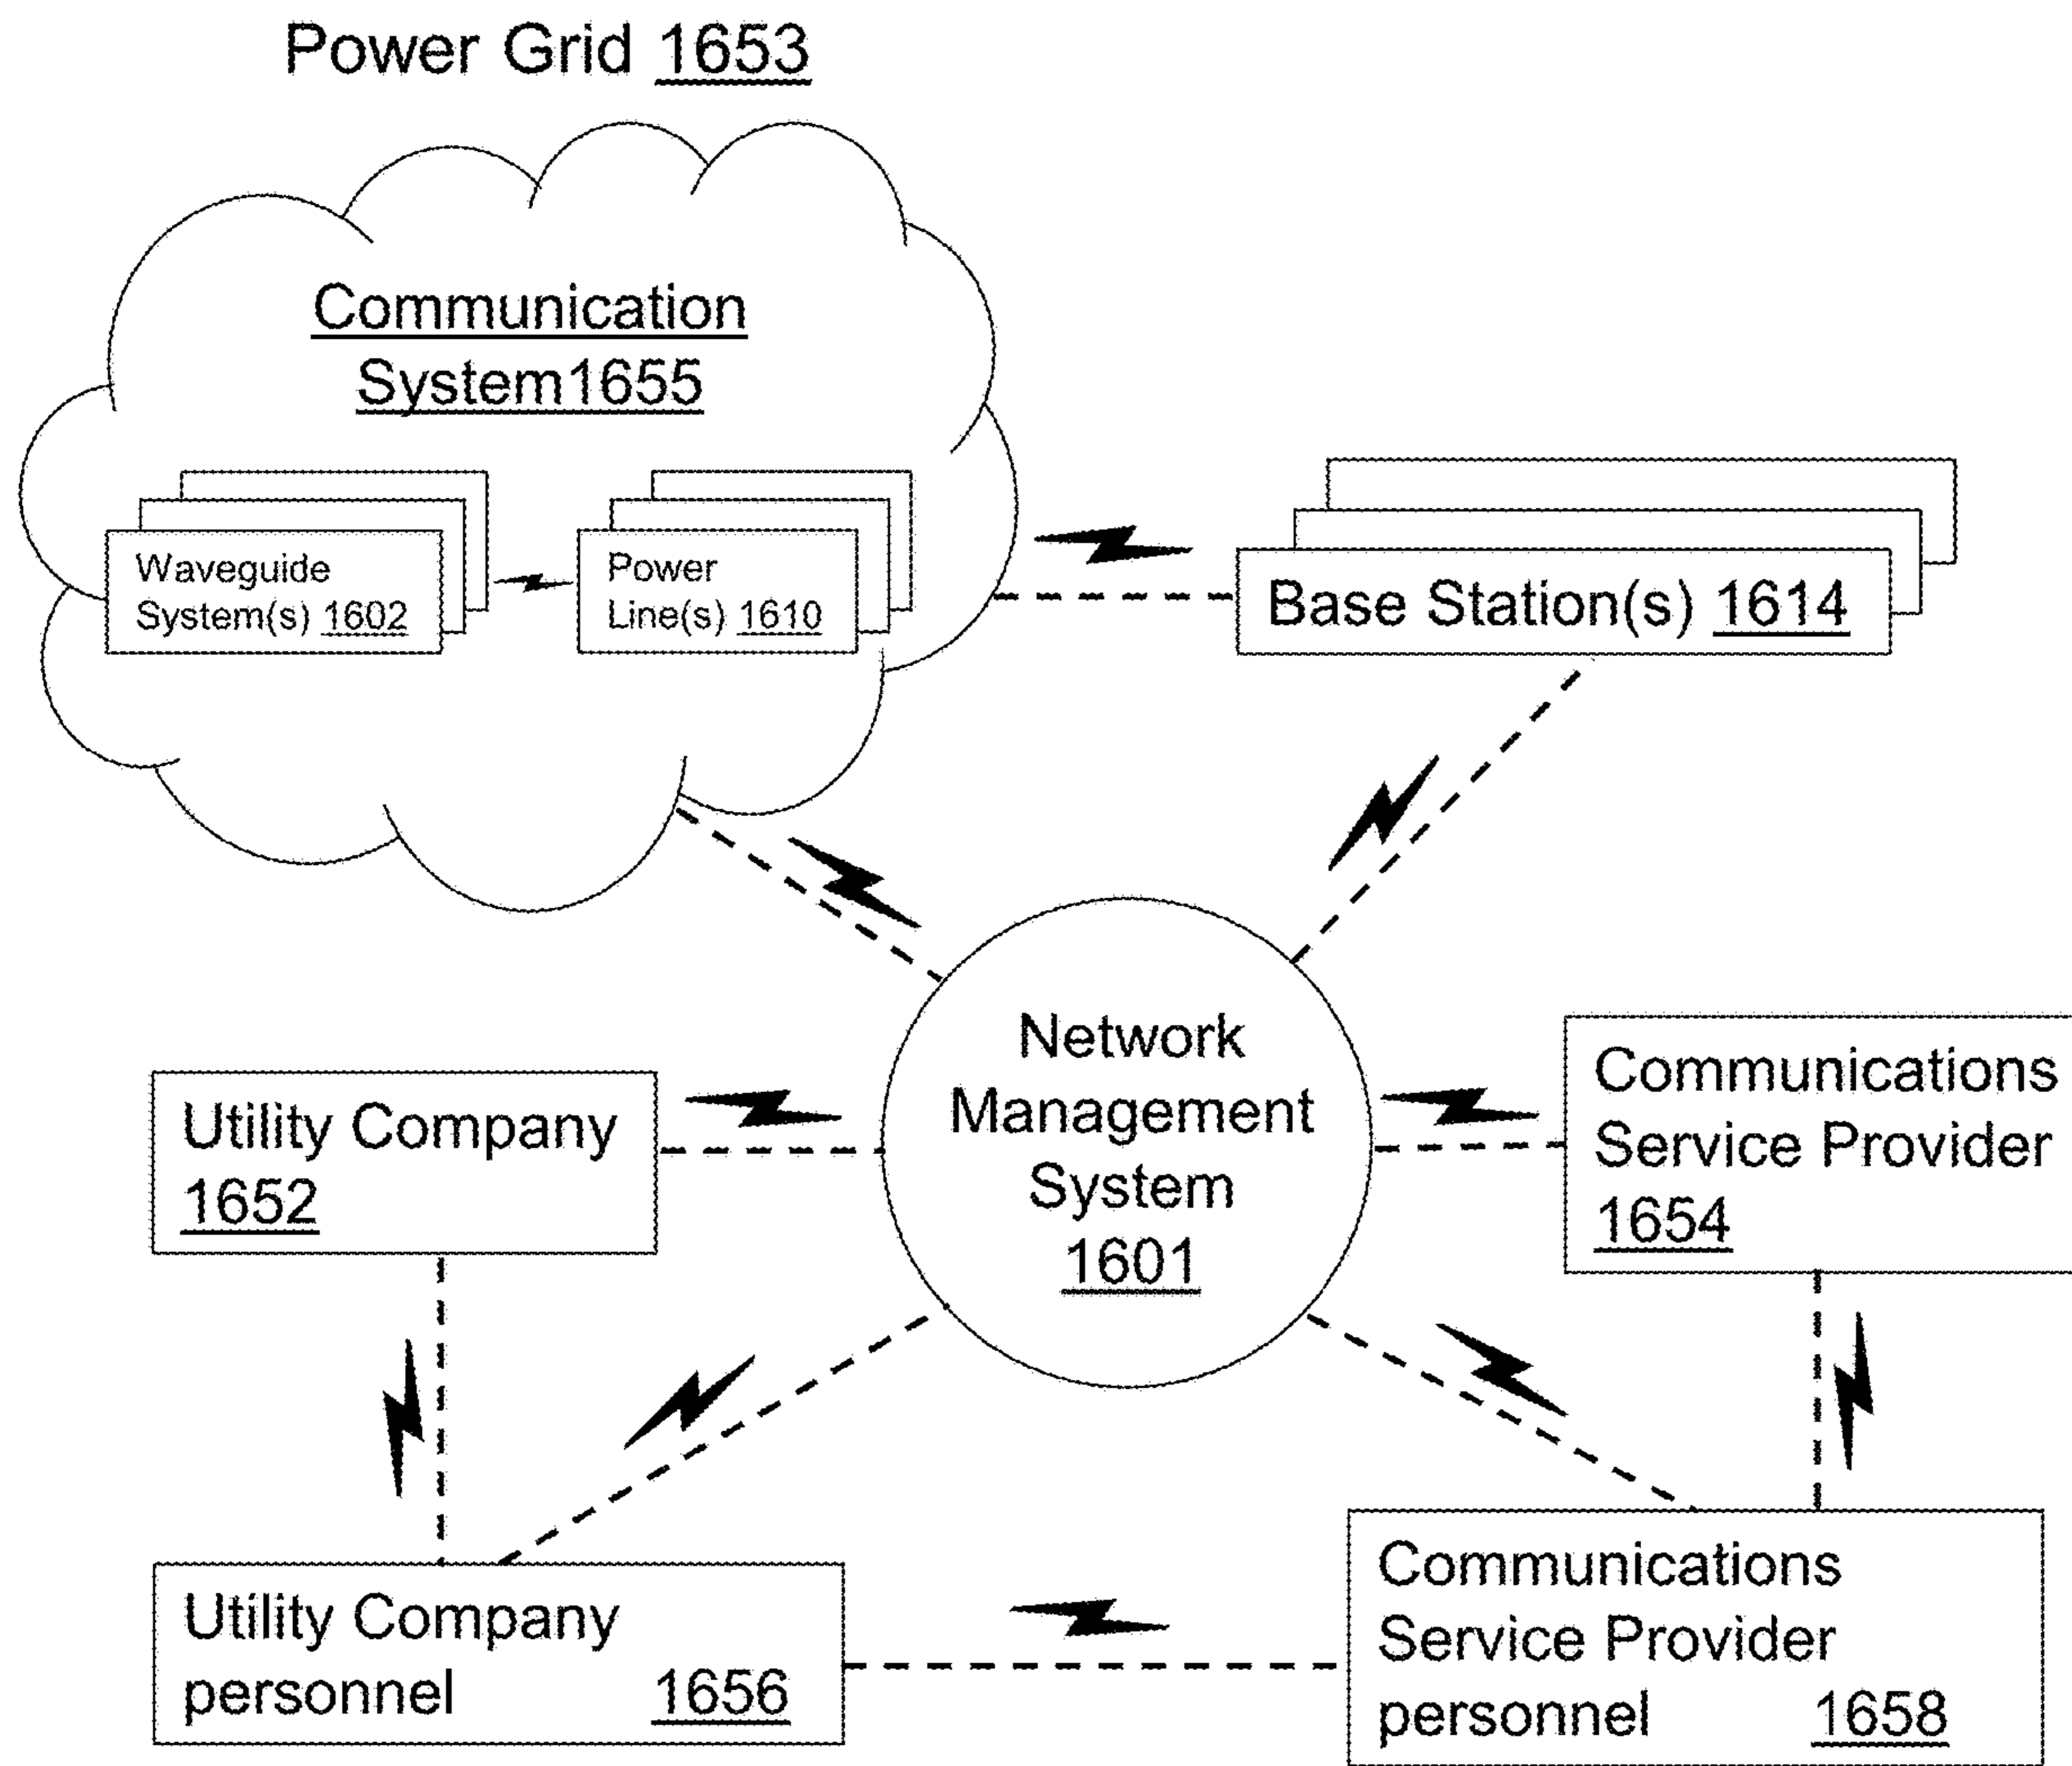 Power Grid 1653
Communication
System1655
Waveguide
System(s) 1602
Power
Line(s) 1610
Base Station(s) 1614
Network
Management
System
1601
Utility Company
1652
Communications
Service Provider
1654
Utility Company
personnel 1656
Communications
Service Provider
personnel 1658